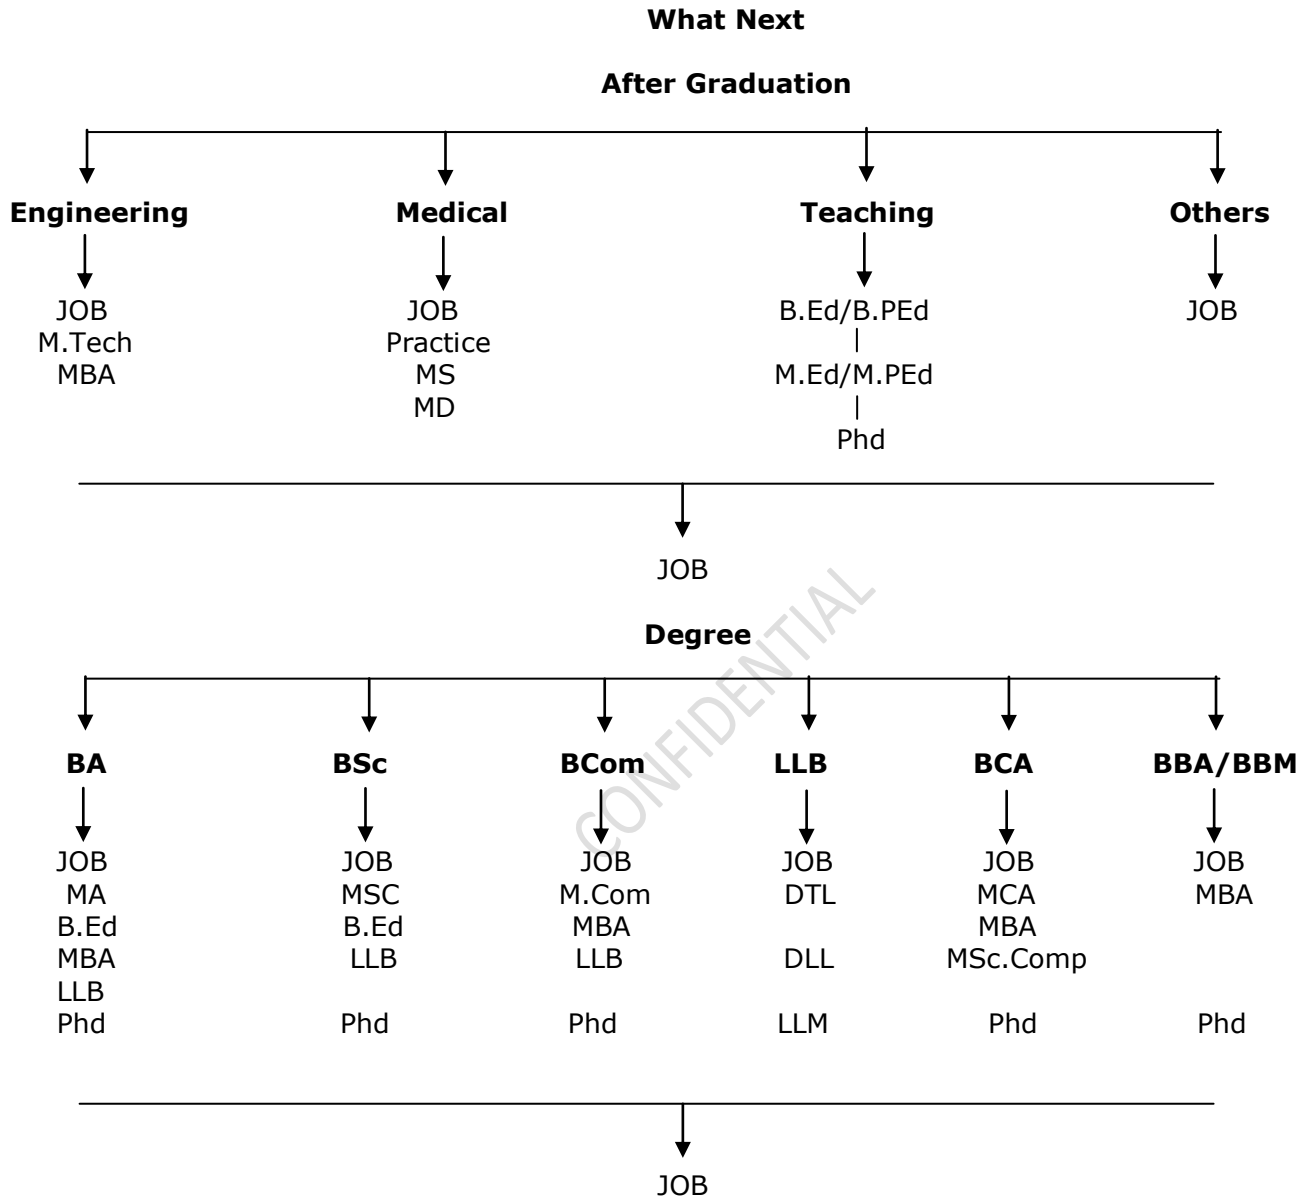 What Next
After Graduation
Engineering Medical Teaching Others
JOB JOB B.Ed/B.PEd JOB
M.Tech Practice
MBA MS M.Ed/M.PEd
MD
Phd
JOB
CONFIDENTIAL
Degree
BA BSc BCom LLB BCA BBA/BBM
JOB JOB JOB JOB JOB JOB
MA MSC M.Com DTL MCA MBA
B.Ed B.Ed MBA MBA
MBA LLB LLB DLL MSc.Comp
LLB
Phd Phd Phd LLM Phd Phd
JOB